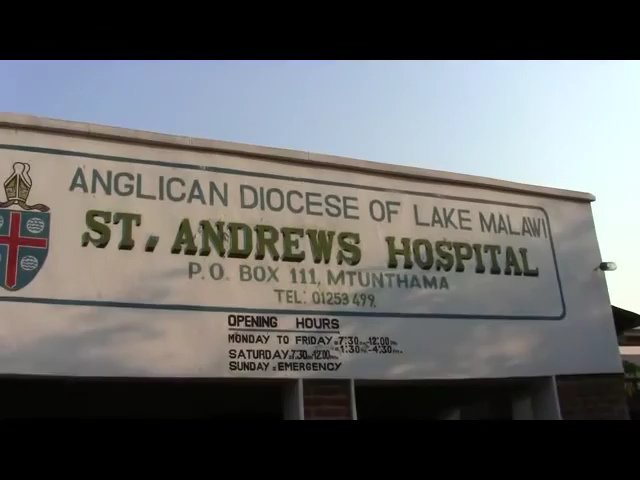 ANGLICAN DIOCESE OF LAKE MALAWI
ST. ANDREWS HOSPITAL
P.O. BOX 111, MTUNTHAMA
TEL: 01253 499.
OPENING HOURS
MONDAY TO FRIDAY: 7:30 - 12:00
1:30 - 4:30
SATURDAY: 7:30 - 12:00
SUNDAY: EMERGENCY